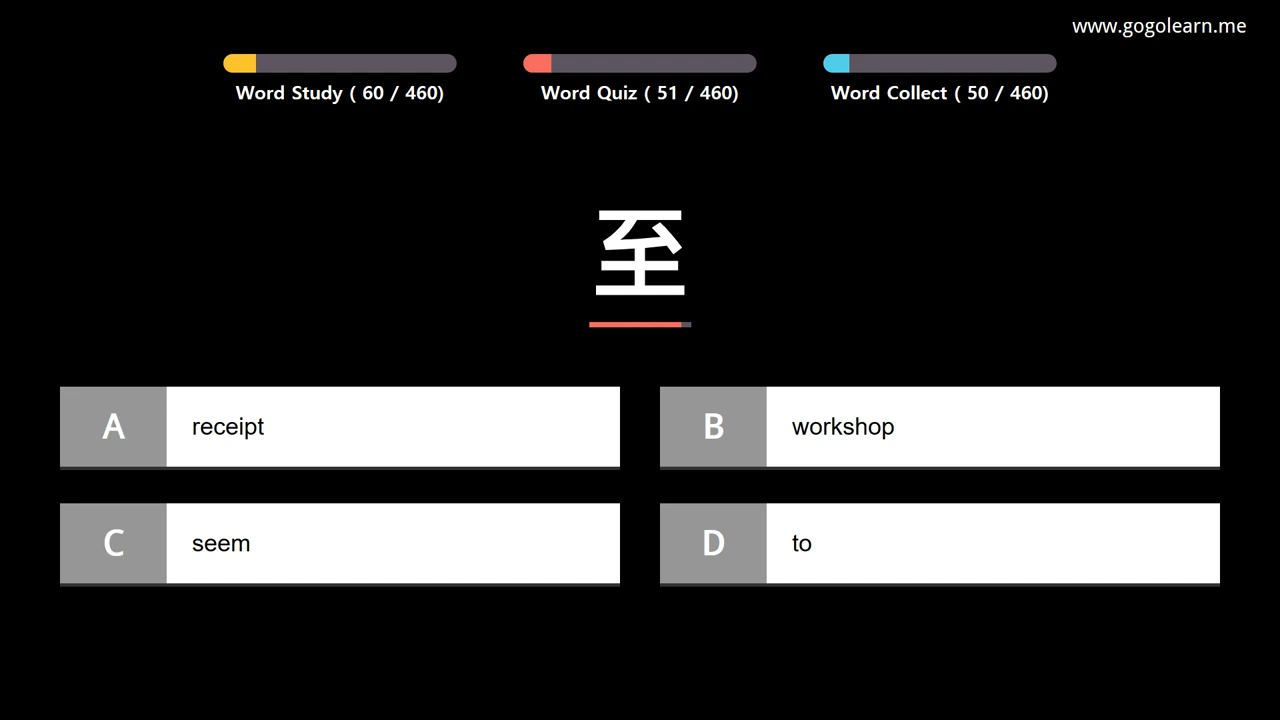 www.gogolearn.me
Word Study ( 60 / 460)
Word Quiz ( 51 / 460)
Word Collect ( 50 / 460)
至
A receipt
B workshop
C seem
D to